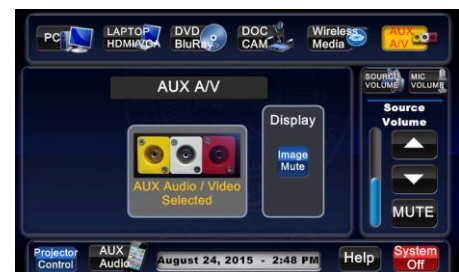 PC
LAPTOP
HDMI/VGA
DVD
BluRay
DOC
CAM
Wireless
Media
AUX
A/V
AUX A/V
AUX Audio / Video
Selected
Display
Image
Mute
SOURCE
VOLUME
MIC
VOLUME
Source
Volume
MUTE
Projector
Control
AUX
Audio
August 24, 2015 - 2:48 PM
Help
System
Off